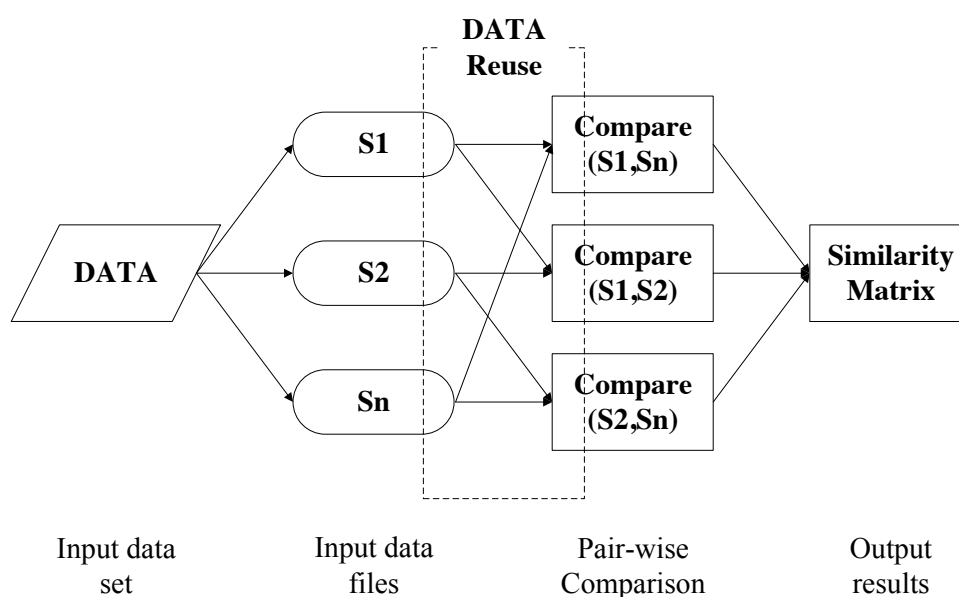 DATA
Reuse
S1
Compare
(S1,Sn)
DATA
S2
Compare
(S1,S2)
Similarity
Matrix
Sn
Compare
(S2,Sn)
Input data
set
Input data
files
Pair-wise
Comparison
Output
results